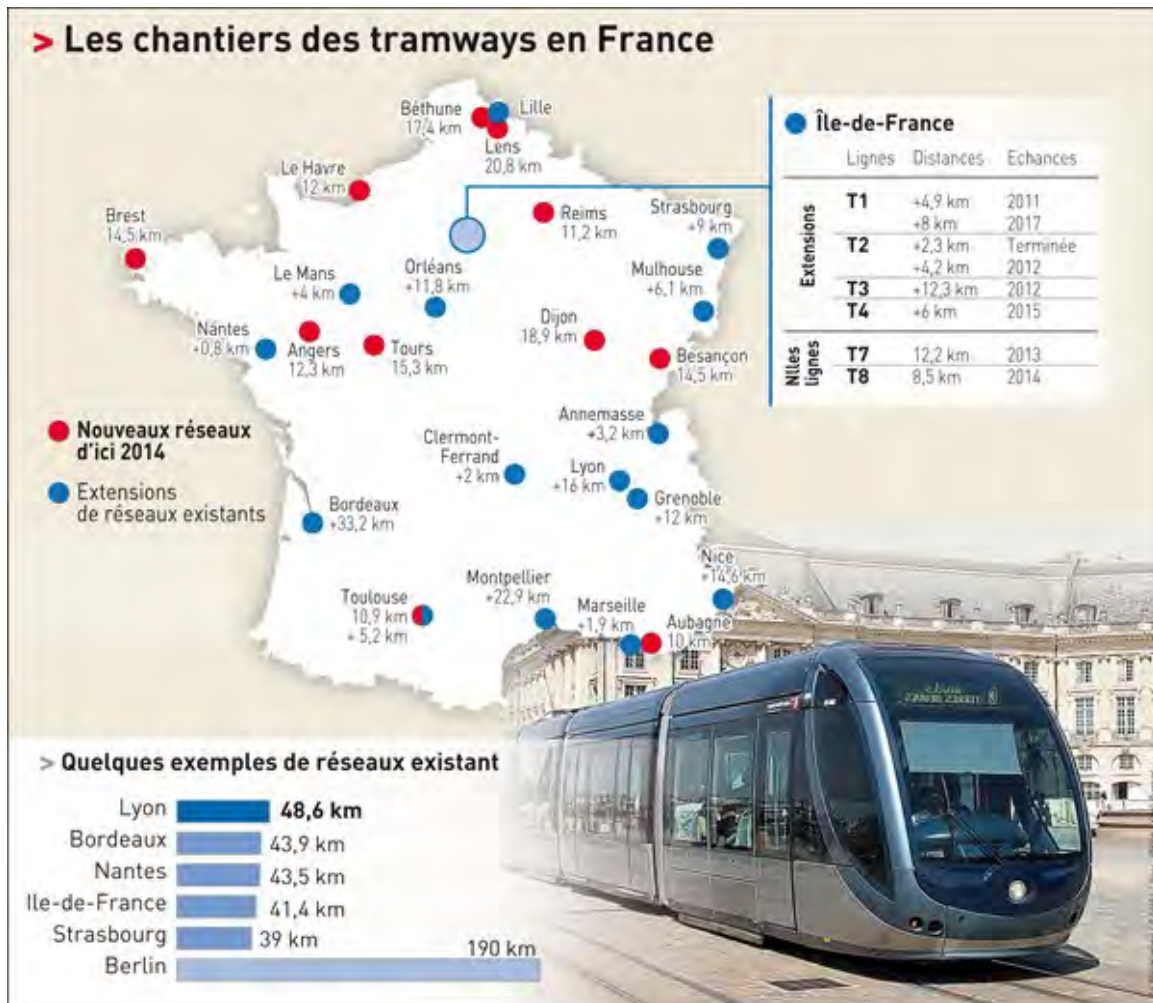 > Les chantiers des tramways en France
Béthune
17,4 km
Lille
Lens
20,8 km
Le Havre
12 km
Brest
14,5 km
Reims
11,2 km
Strasbourg
+9 km
Le Mans
+4 km
Orléans
+11,8 km
Mulhouse
+6,1 km
Nantes
+0,8 km
Angers
12,3 km
Tours
15,3 km
Dijon
18,9 km
Besançon
14,5 km
Île-de-France
Lignes Distances Echances
Extensions
T1 +4,9 km 2011
+8 km 2017
T2 +2,3 km Terminée
+4,2 km 2012
T3 +12,3 km 2012
T4 +6 km 2015
Nlles
lignes
T7 12,2 km 2013
T8 8,5 km 2014
Nouveaux réseaux
d'ici 2014
Extensions
de réseaux existants
Annemasse
+3,2 km
Clermont-
Ferrand
+2 km
Lyon
+16 km
Grenoble
+12 km
Bordeaux
+33,2 km
Nice
+14,6 km
Toulouse
10,9 km
+ 5,2 km
Montpellier
+22,9 km
Marseille
+1,9 km
Aubagne
10 km
> Quelques exemples de réseaux existant
Lyon 48,6 km
Bordeaux 43,9 km
Nantes 43,5 km
Ile-de-France 41,4 km
Strasbourg 39 km
Berlin 190 km